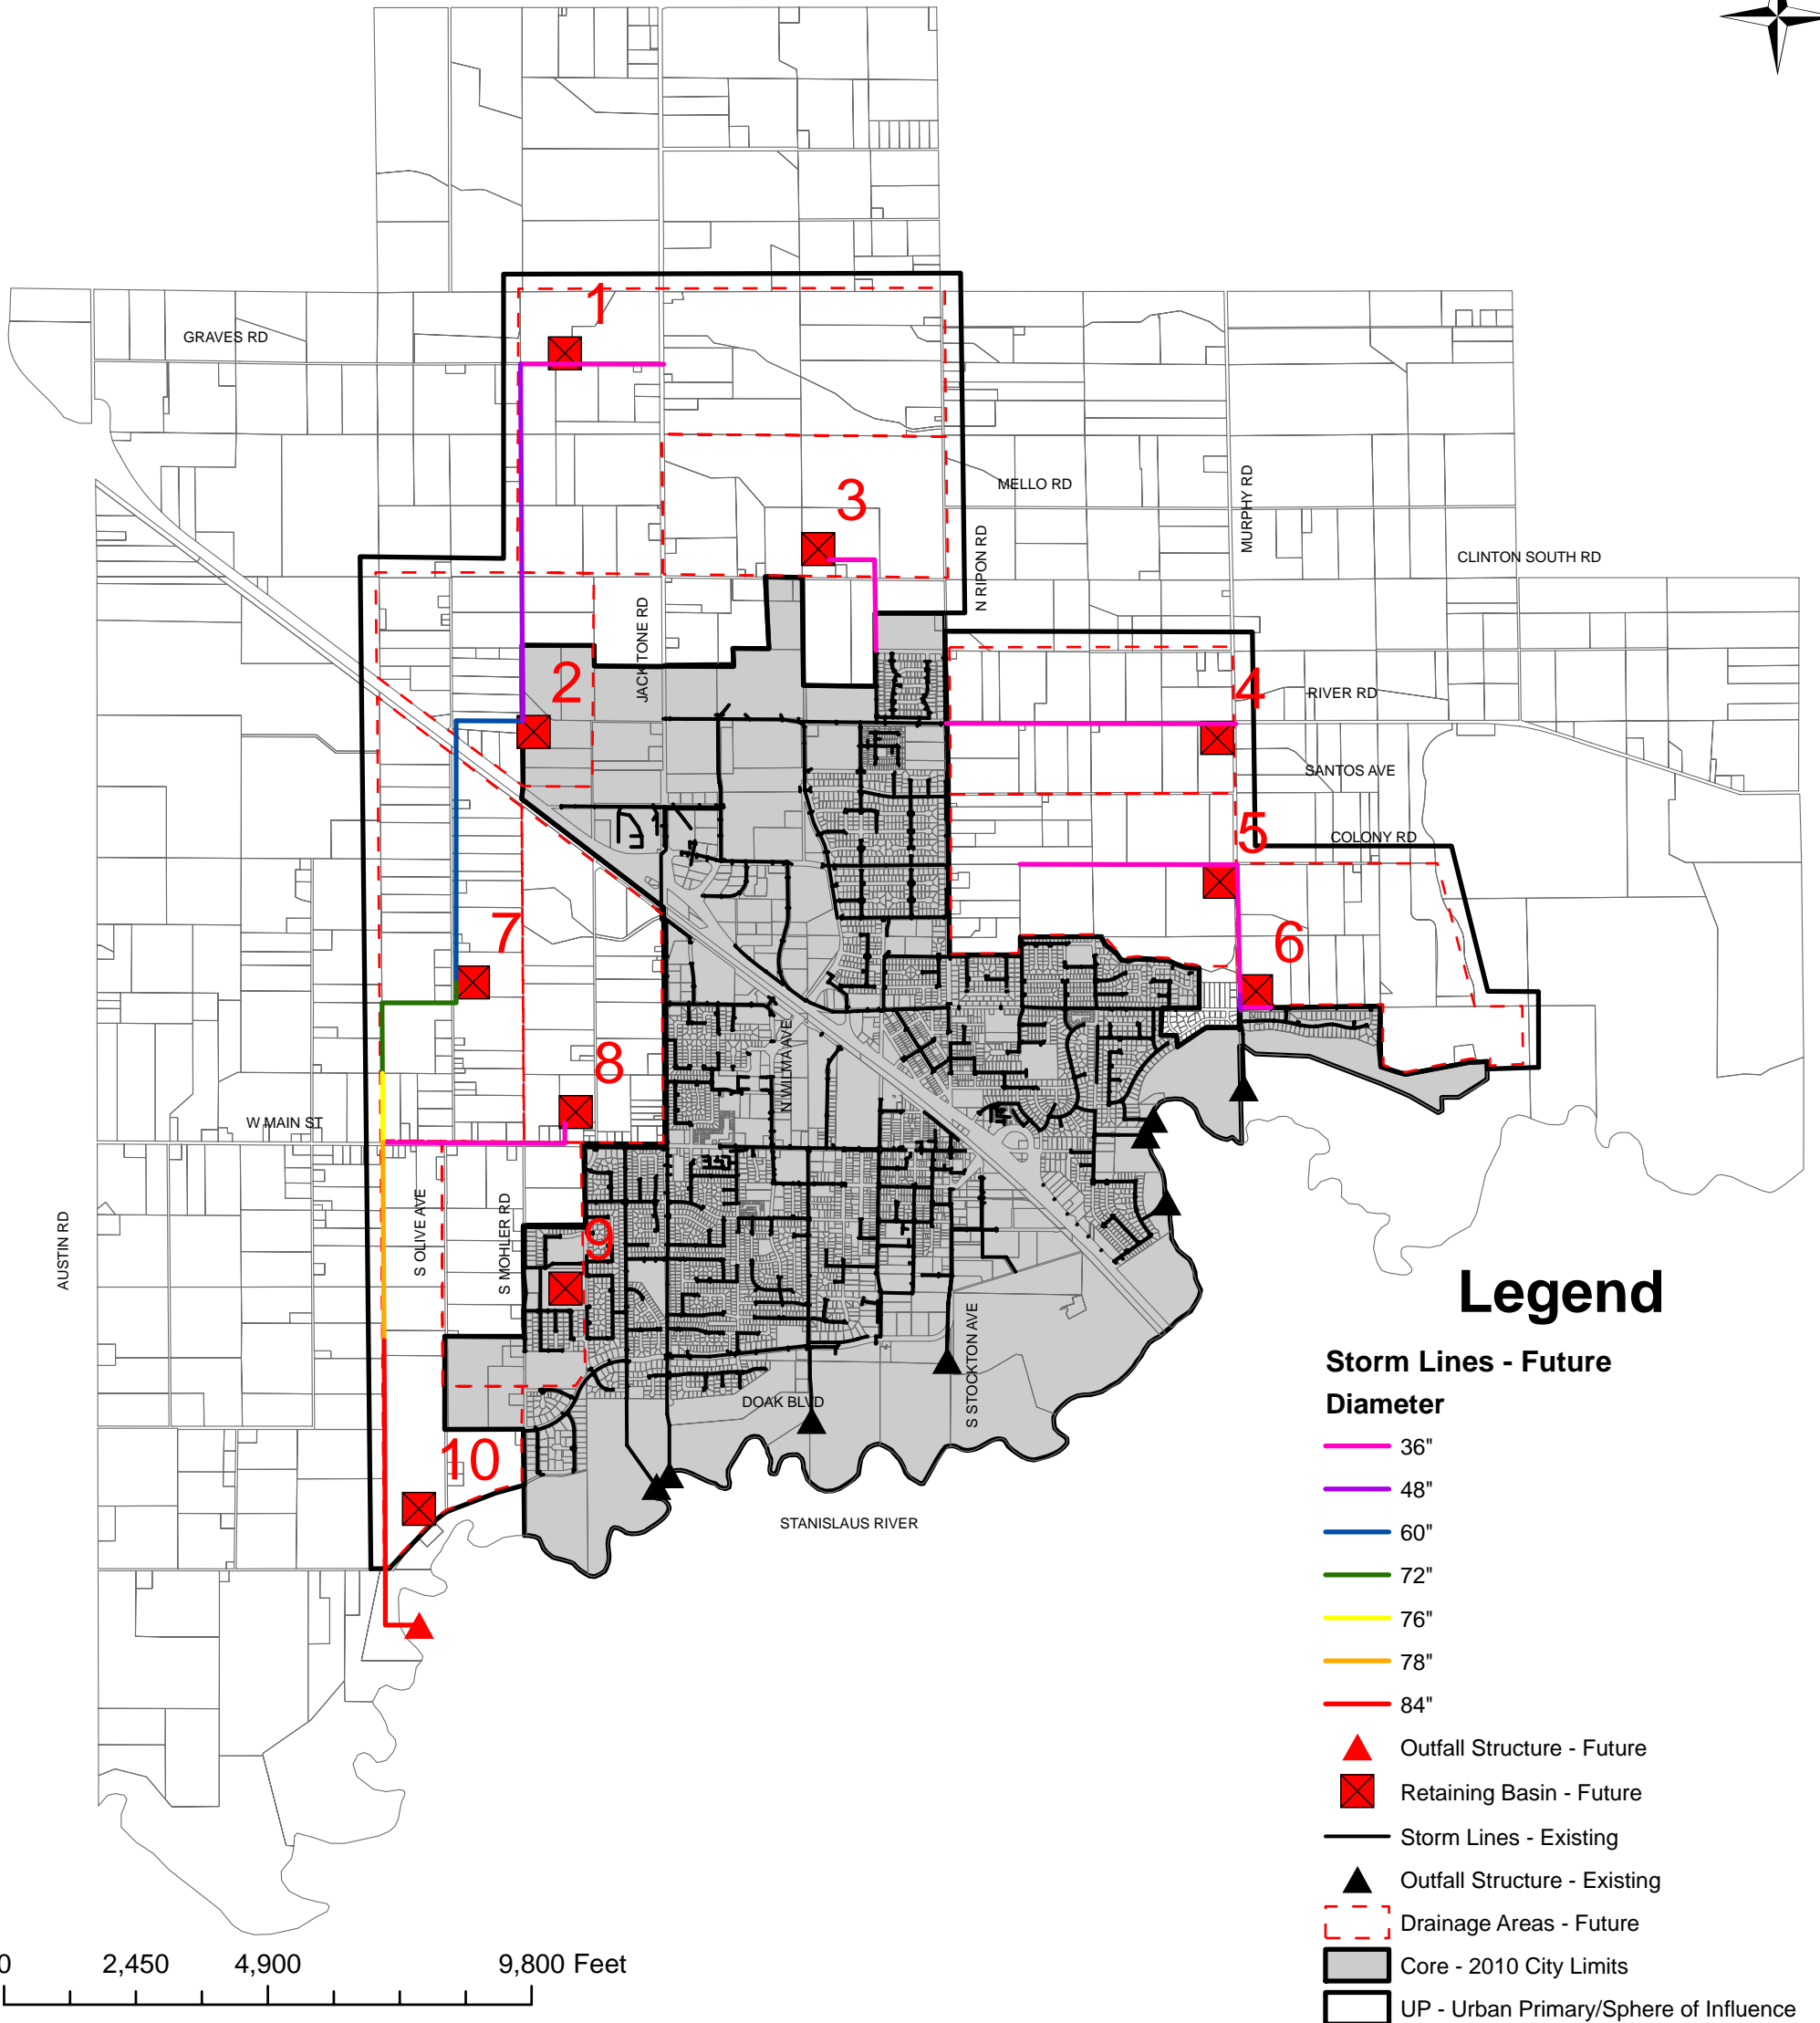 1
GRAVES RD
3
MELLO RD
MURPHY RD
CLINTON SOUTH RD
N RIPON RD
JACK TONE RD
2
4
RIVER RD
SANTOS AVE
5
COLONY RD
7
6
8
N WILMA AVE
W MAIN ST
S OLIVE AVE
S MOHLER RD
AUSTIN RD
9
S STOCKTON AVE
DOAK BLVD
10
STANISLAUS RIVER
Legend
Storm Lines - Future
Diameter
36"
48"
60"
72"
76"
78"
84"
Outfall Structure - Future
Retaining Basin - Future
Storm Lines - Existing
Outfall Structure - Existing
Drainage Areas - Future
Core - 2010 City Limits
UP - Urban Primary/Sphere of Influence
0 2,450 4,900 9,800 Feet